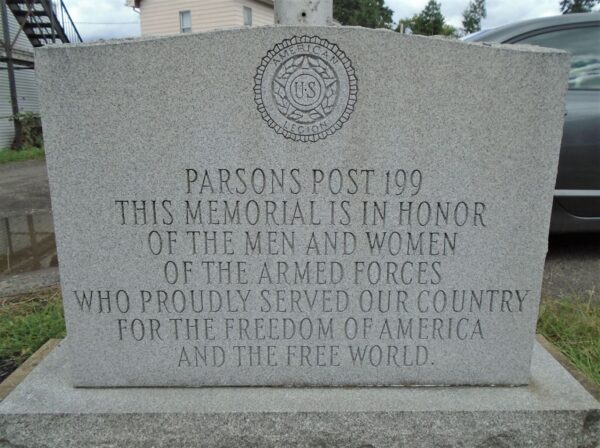 AMERICAN
U·S
LEGION
PARSONS POST 199
THIS MEMORIAL IS IN HONOR
OF THE MEN AND WOMEN
OF THE ARMED FORCES
WHO PROUDLY SERVED OUR COUNTRY
FOR THE FREEDOM OF AMERICA
AND THE FREE WORLD.